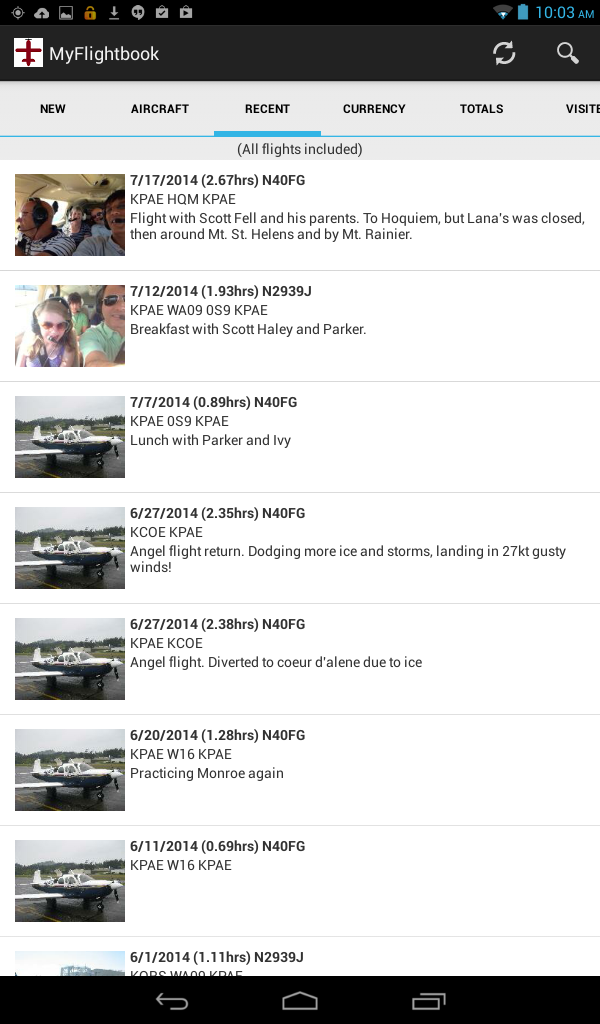 10:03 AM
MyFlightbook
NEW AIRCRAFT RECENT CURRENCY TOTALS VISITE
(All flights included)
7/17/2014 (2.67hrs) N40FG
KPAE HQM KPAE
Flight with Scott Fell and his parents. To Hoquiem, but Lana's was closed,
then around Mt. St. Helens and by Mt. Rainier.
7/12/2014 (1.93hrs) N2939J
KPAE WA09 0S9 KPAE
Breakfast with Scott Haley and Parker.
7/7/2014 (0.89hrs) N40FG
KPAE 0S9 KPAE
Lunch with Parker and Ivy
6/27/2014 (2.35hrs) N40FG
KCOE KPAE
Angel flight return. Dodging more ice and storms, landing in 27kt gusty
winds!
6/27/2014 (2.38hrs) N40FG
KPAE KCOE
Angel flight. Diverted to coeur d'alene due to ice
6/20/2014 (1.28hrs) N40FG
KPAE W16 KPAE
Practicing Monroe again
6/11/2014 (0.69hrs) N40FG
KPAE W16 KPAE
6/1/2014 (1.11hrs) N2939J
KORS WA09 KPAE